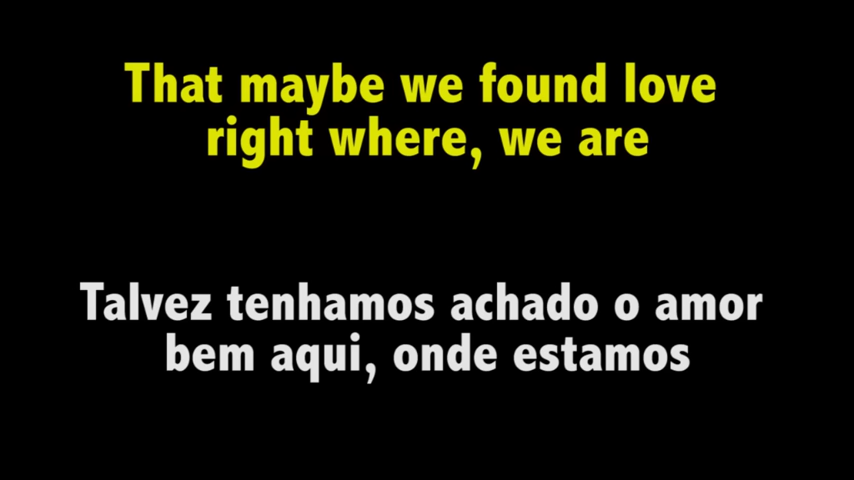 That maybe we found love
right where, we are
Talvez tenhamos achado o amor
bem aqui, onde estamos